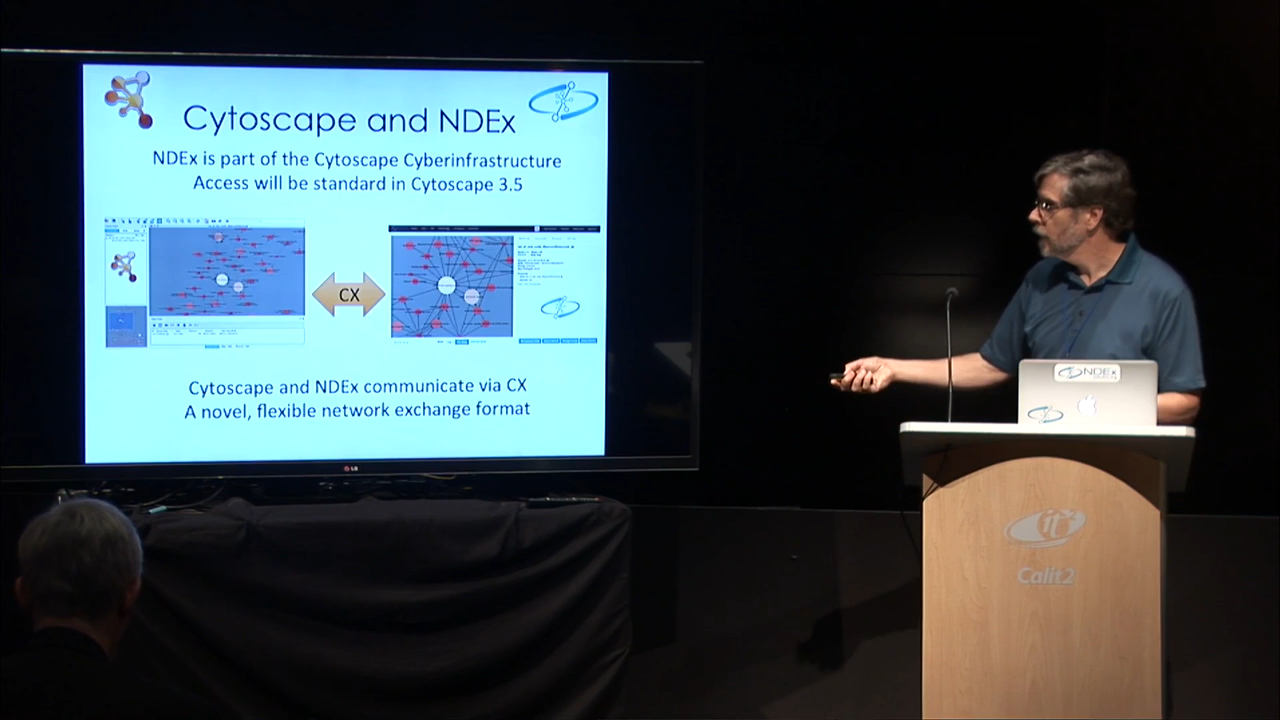 Cytoscape and NDEx
NDEx is part of the Cytoscape Cyberinfrastructure
Access will be standard in Cytoscape 3.5
CX
Cytoscape and NDEx communicate via CX
A novel, flexible network exchange format
LG
NDEx
Calit2